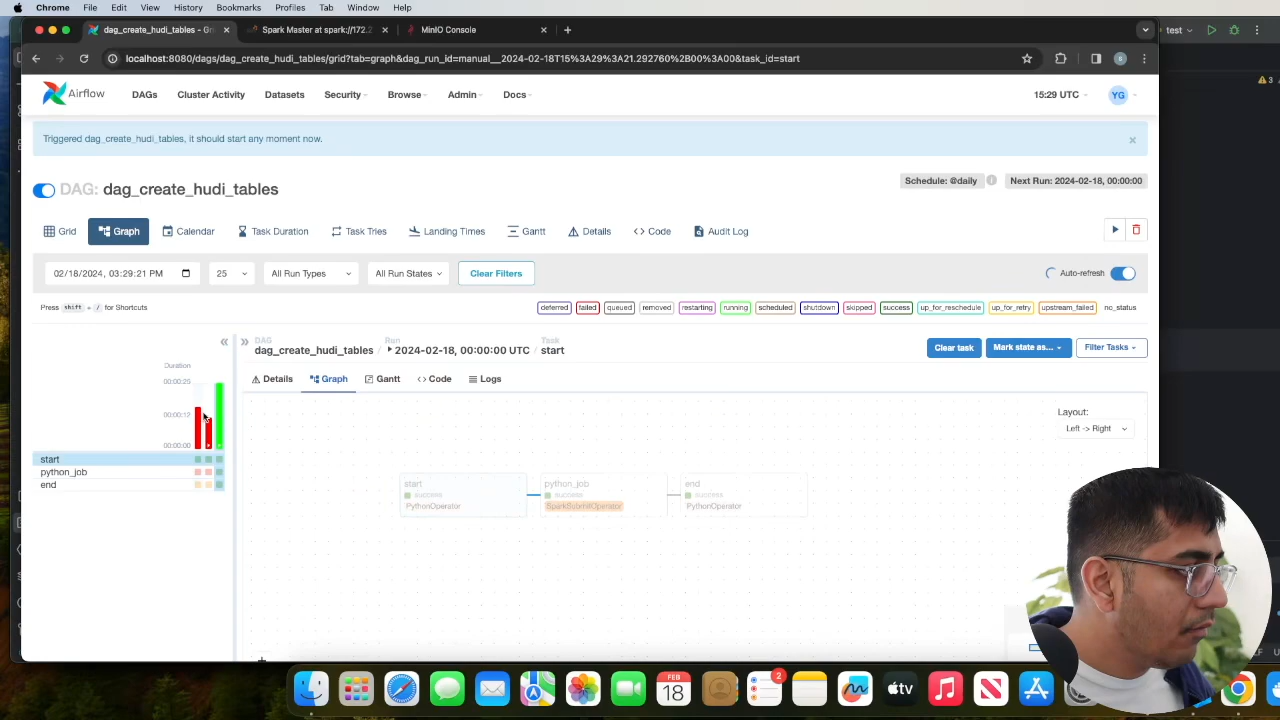 Chrome File Edit View History Bookmarks Profiles Tab Window Help
dag_create_hudi_tables - Gr Spark Master at spark://172.2 MinIO Console
test
localhost:8080/dags/dag_create_hudi_tables/grid?tab=graph&dag_run_id=manual__2024-02-18T15%3A29%3A21.292760%2B00%3A00&task_id=start
Airflow DAGs Cluster Activity Datasets Security Browse Admin Docs 15:29 UTC YG
3
Triggered dag_create_hudi_tables, it should start any moment now.
DAG: dag_create_hudi_tables
Schedule: @daily Next Run: 2024-02-18, 00:00:00
Grid Graph Calendar Task Duration Task Tries Landing Times Gantt Details Code Audit Log
02/18/2024, 03:29:21 PM 25 All Run Types All Run States Clear Filters Auto-refresh
Press shift + / for Shortcuts
deferred failed queued removed restarting running scheduled shutdown skipped success up_for_reschedule up_for_retry upstream_failed no_status
DAG Run Task
dag_create_hudi_tables 2024-02-18, 00:00:00 UTC / start
Clear task Mark state as... Filter Tasks
Details Graph Gantt Code Logs
Duration
00:00:25
00:00:12
00:00:00
start
python_job
end
Layout:
Left -> Right
start
success
PythonOperator
python_job
success
SparkSubmitOperator
end
success
PythonOperator
FEB
18
2
tv